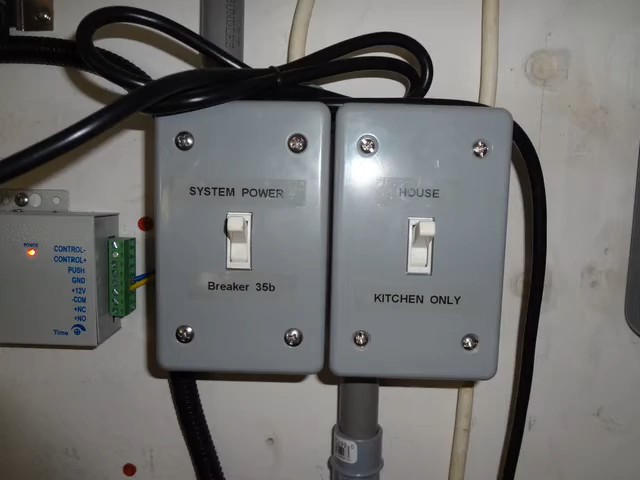 SYSTEM POWER
Breaker 35b
HOUSE
KITCHEN ONLY
POWER
CONTROL-
CONTROL+
PUSH
GND
+12V
-COM
+NC
+NO
Time